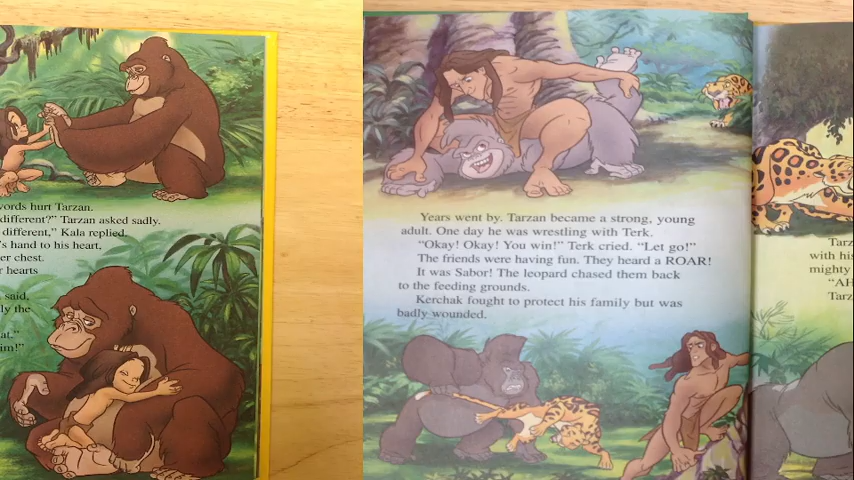 words hurt Tarzan.
different?" Tarzan asked sadly.
different," Kala replied.
's hand to his heart,
er chest.
r hearts
said,
ly the
at."
im!"
Years went by. Tarzan became a strong, young
adult. One day he was wrestling with Terk.
"Okay! Okay! You win!" Terk cried. "Let go!"
The friends were having fun. They heard a ROAR!
It was Sabor! The leopard chased them back
to the feeding grounds.
Kerchak fought to protect his family but was
badly wounded.
Tarz
with his
mighty
"AH
Tarz